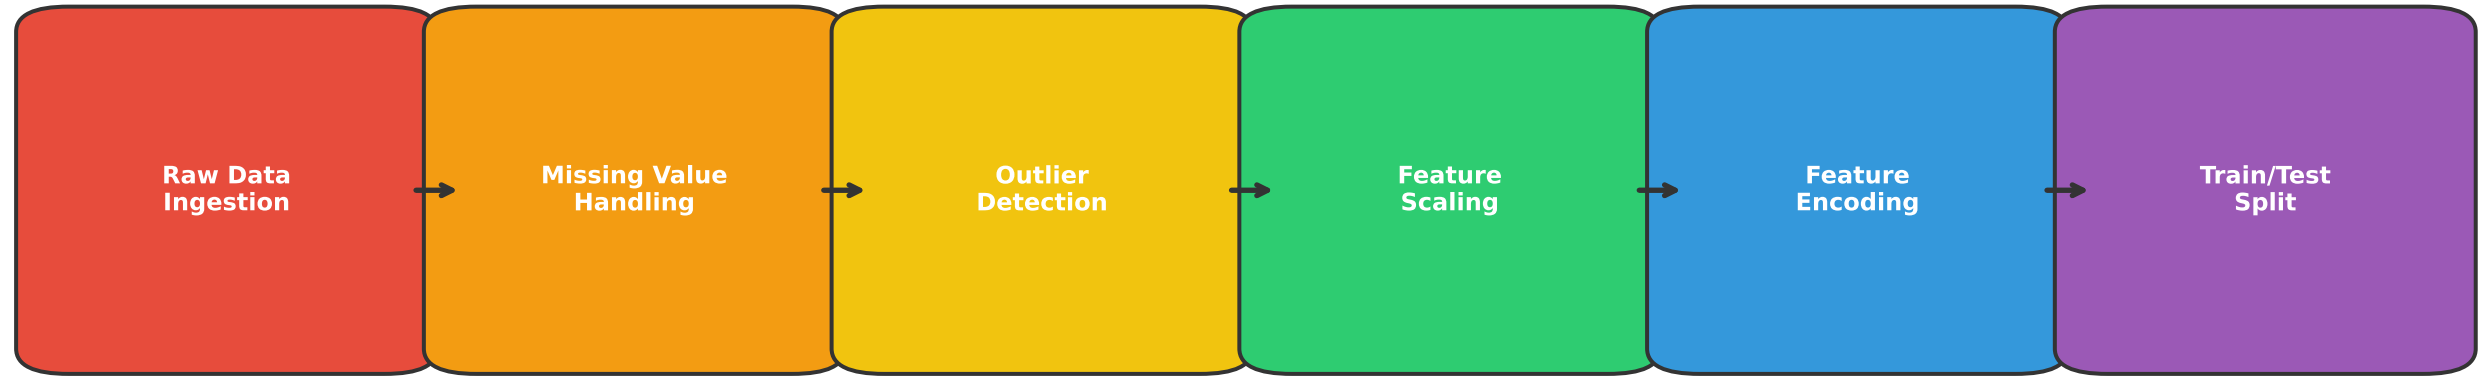 Raw Data
Ingestion
Missing Value
Handling
Outlier
Detection
Feature
Scaling
Feature
Encoding
Train/Test
Split